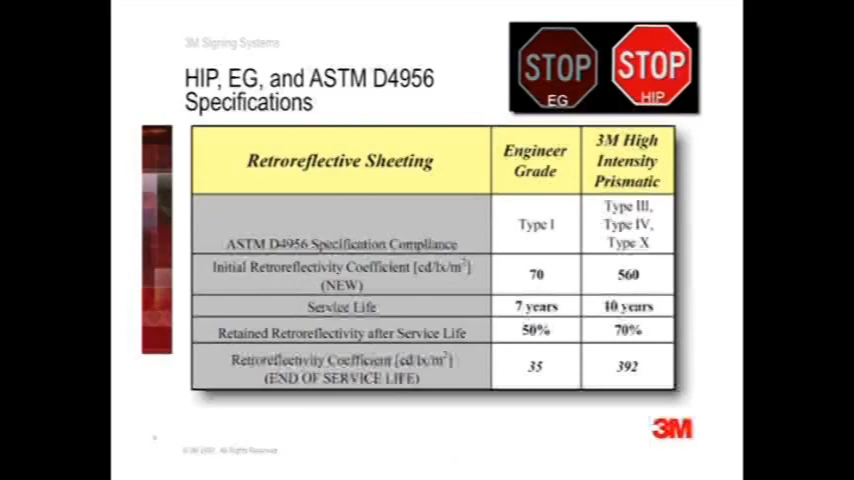 3M Signing Systems
HIP, EG, and ASTM D4956
Specifications
STOP
EG
STOP
HIP
Retroreflective Sheeting
Engineer
Grade
3M High
Intensity
Prismatic
ASTM D4956 Specification Compliance
Type I
Type III,
Type IV,
Type X
Initial Retroreflectivity Coefficient [cd/lx/m²]
(NEW)
70
560
Service Life
7 years
10 years
Retained Retroreflectivity after Service Life
50%
70%
Retroreflectivity Coefficient [cd/lx/m²]
(END OF SERVICE LIFE)
35
392
3M
All Rights Reserved